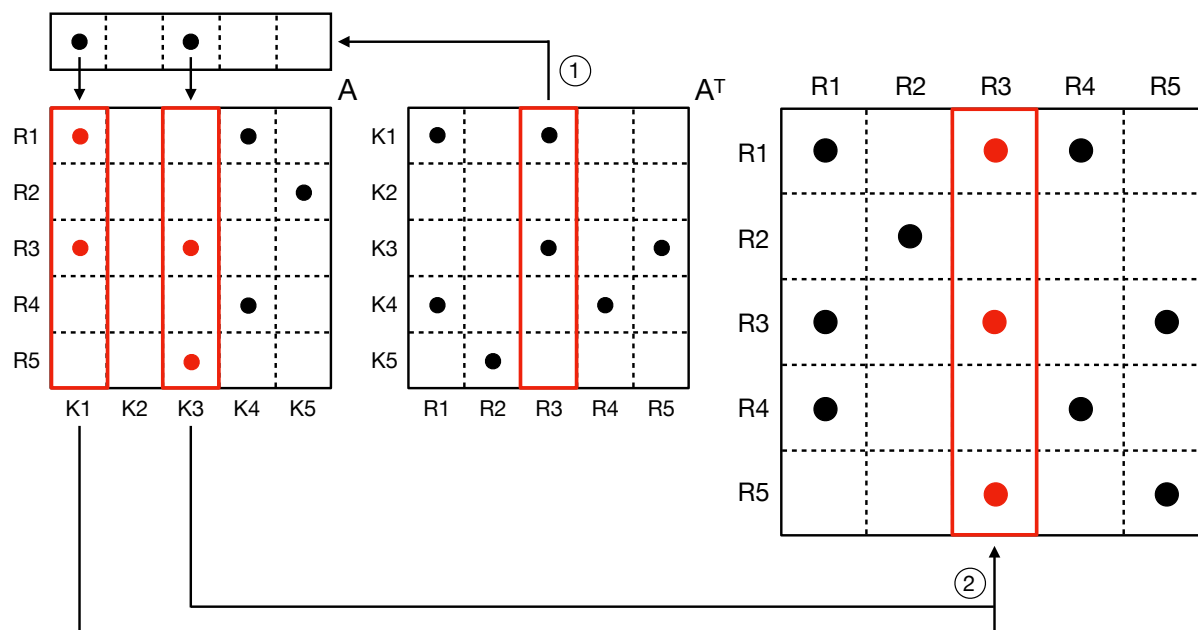 ①
A
Aᵀ
R1 R2 R3 R4 R5
R1
R2
R3
R4
R5
K1 K2 K3 K4 K5
K1
K2
K3
K4
K5
R1 R2 R3 R4 R5
R1
R2
R3
R4
R5
②